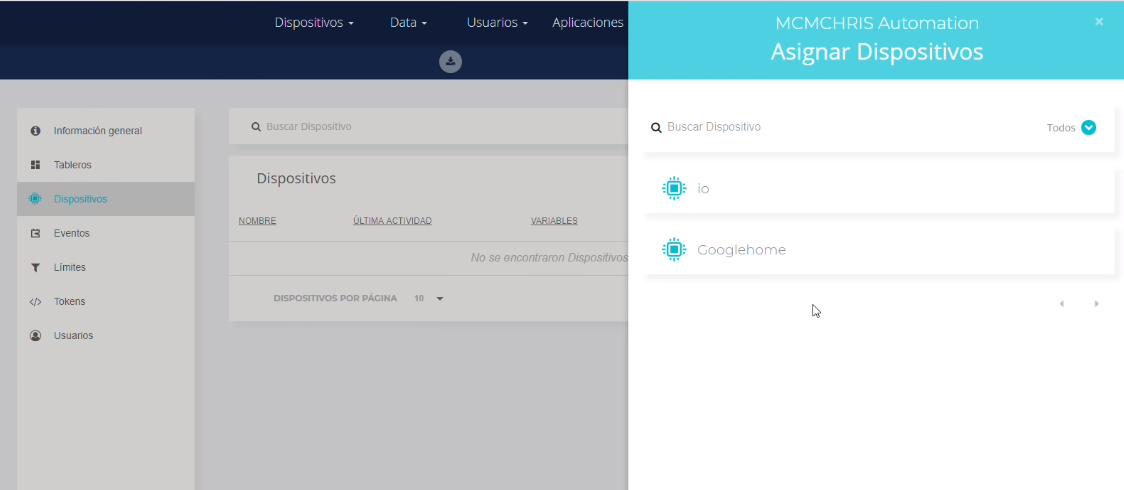 Dispositivos Data Usuarios Aplicaciones
MCMCHRIS Automation
Asignar Dispositivos
Información general
Tableros
Dispositivos
Eventos
Límites
Tokens
Usuarios
Buscar Dispositivo
Dispositivos
NOMBRE ÚLTIMA ACTIVIDAD VARIABLES
No se encontraron Dispositivos
DISPOSITIVOS POR PÁGINA 10
Buscar Dispositivo Todos
io
Googlehome